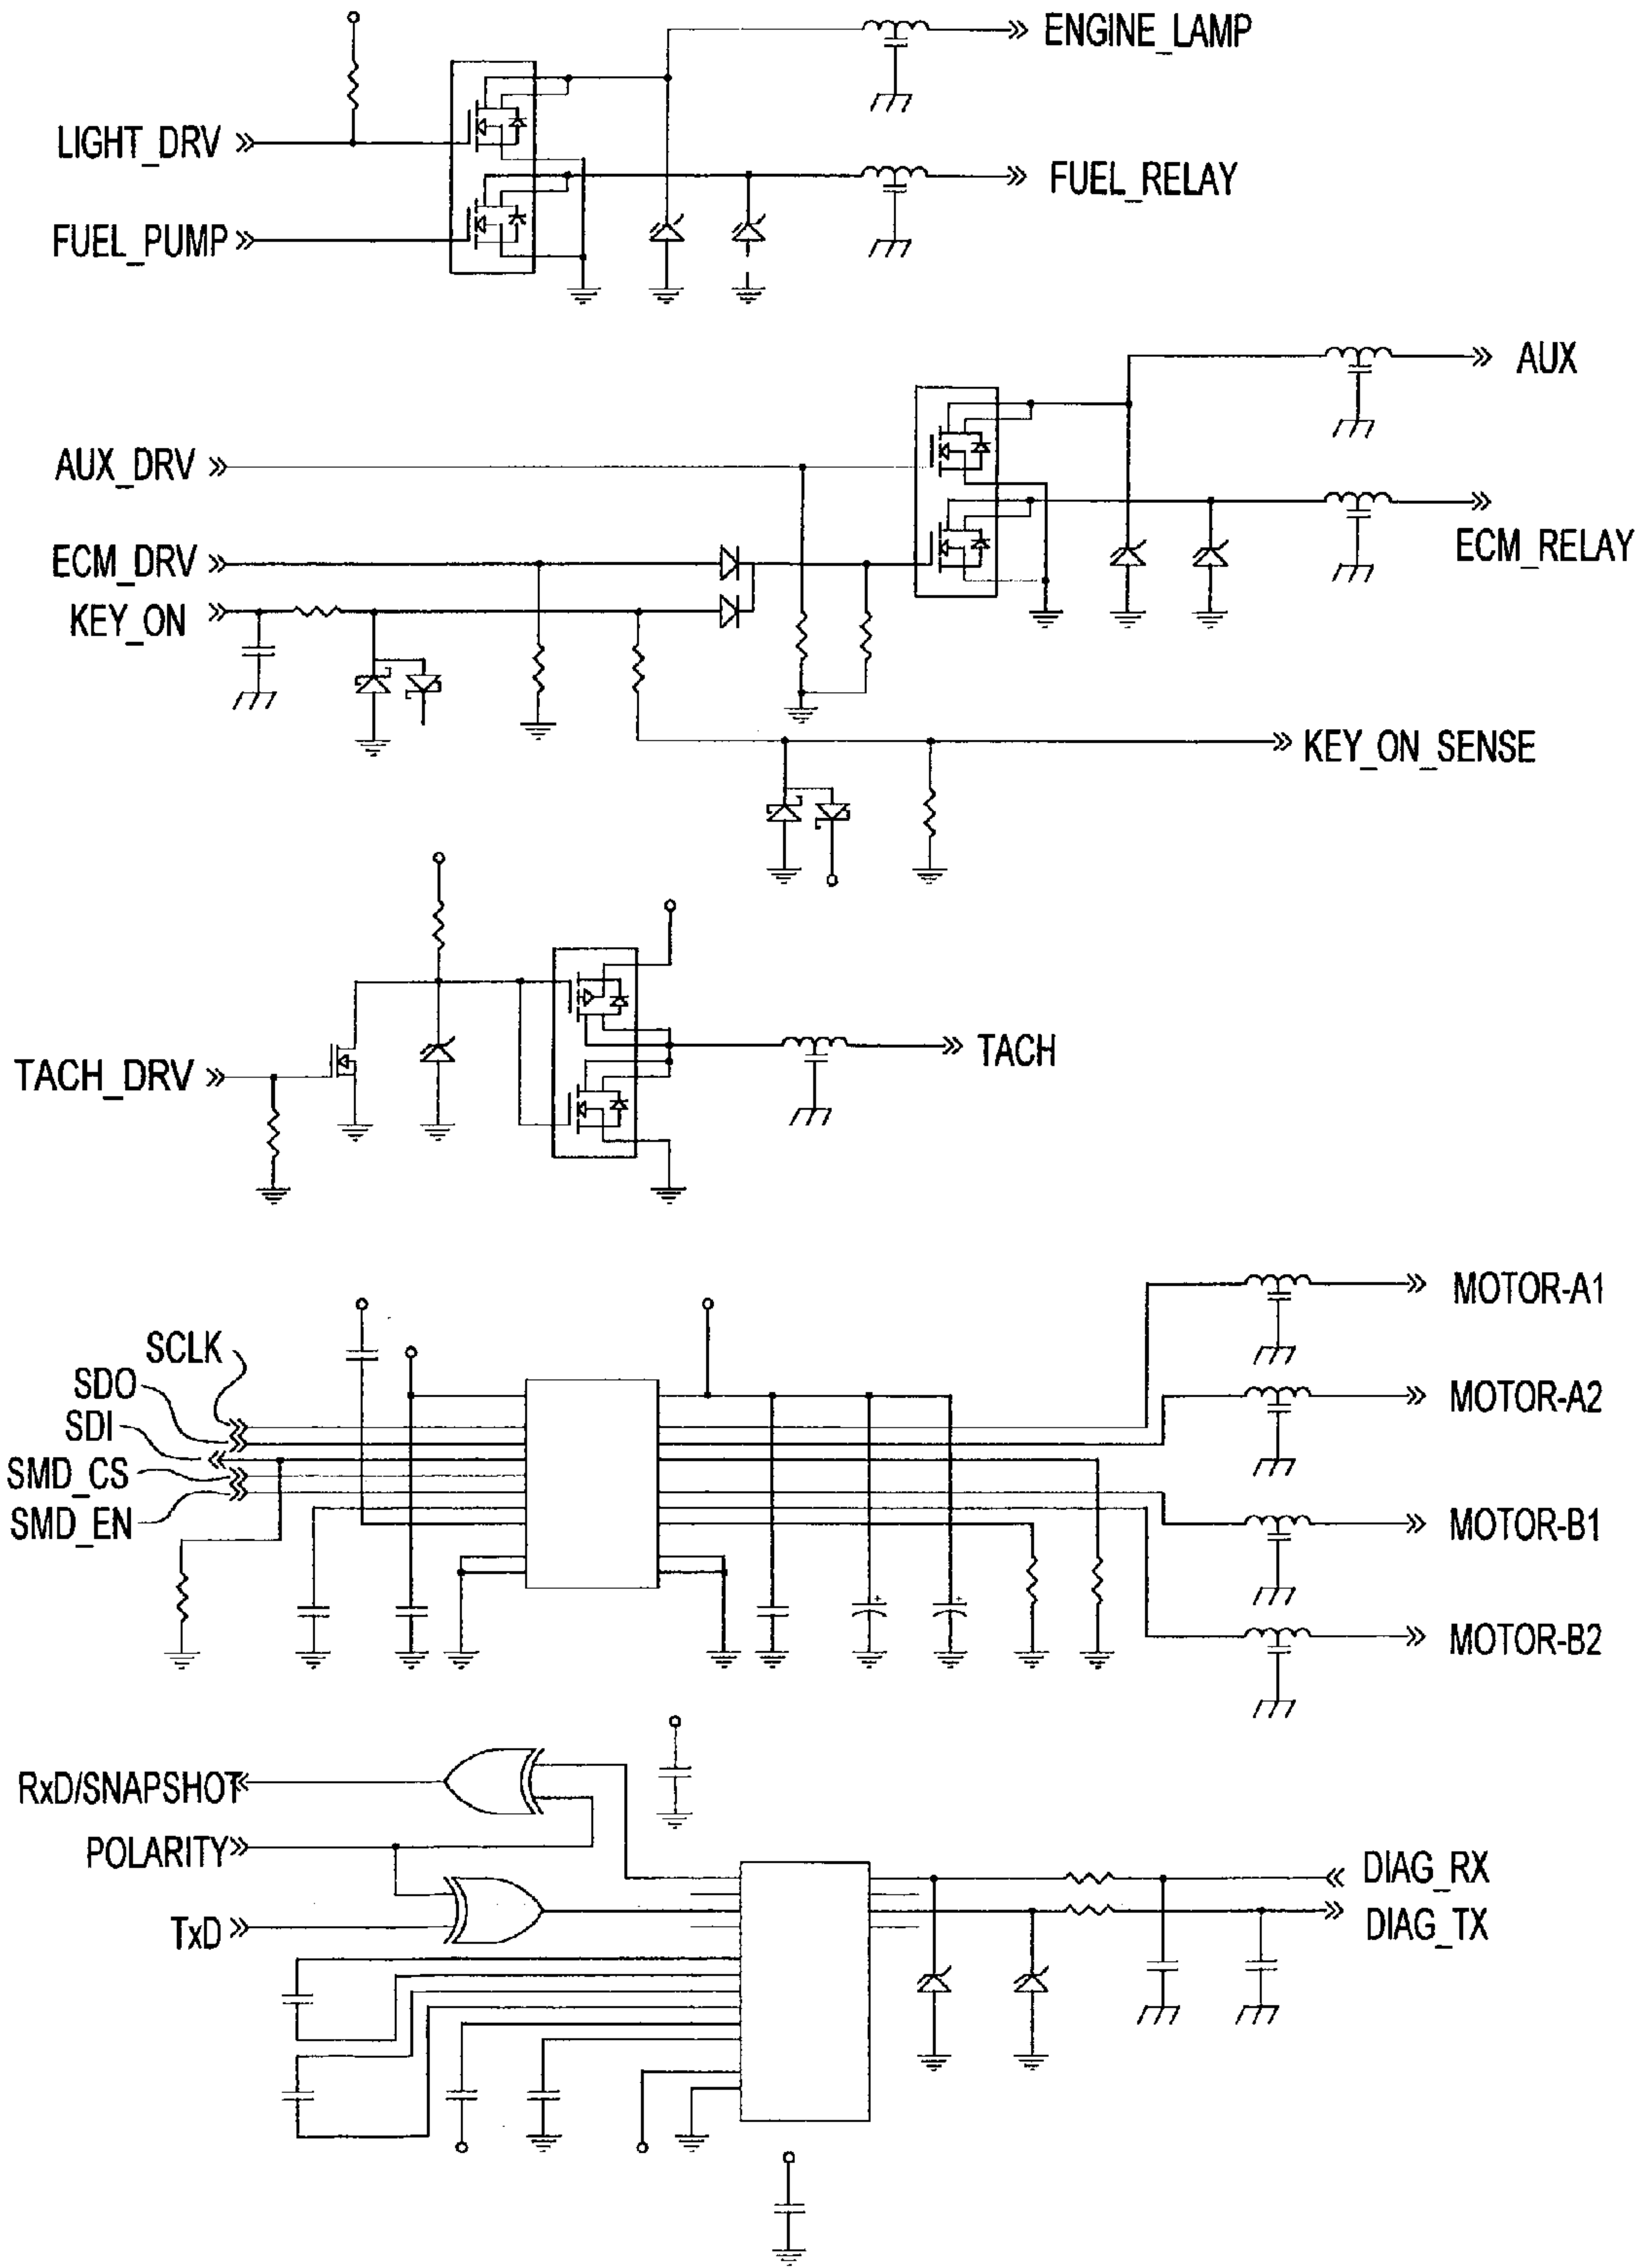 ENGINE_LAMP
LIGHT_DRV
FUEL_RELAY
FUEL_PUMP
AUX
AUX_DRV
ECM_RELAY
ECM_DRV
KEY_ON
KEY_ON_SENSE
TACH
TACH_DRV
MOTOR-A1
SCLK
SDO
MOTOR-A2
SDI
SMD_CS
SMD_EN
MOTOR-B1
+
+
MOTOR-B2
RxD/SNAPSHOT
POLARITY
DIAG_RX
TxD
DIAG_TX